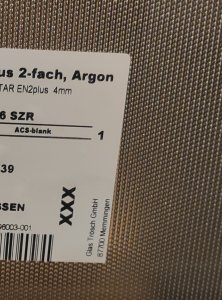 us 2-fach, Argon
TAR EN2plus 4mm
6 SZR
ACS-blank
1
39
XXX
SSEN
Glas Trösch GmbH
87700 Memmingen
96003-001